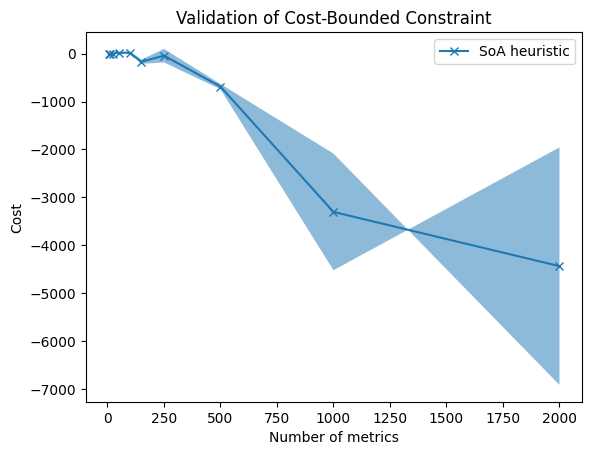 Validation of Cost-Bounded Constraint
SoA heuristic
Cost
0
−1000
−2000
−3000
−4000
−5000
−6000
−7000
0 250 500 750 1000 1250 1500 1750 2000
Number of metrics